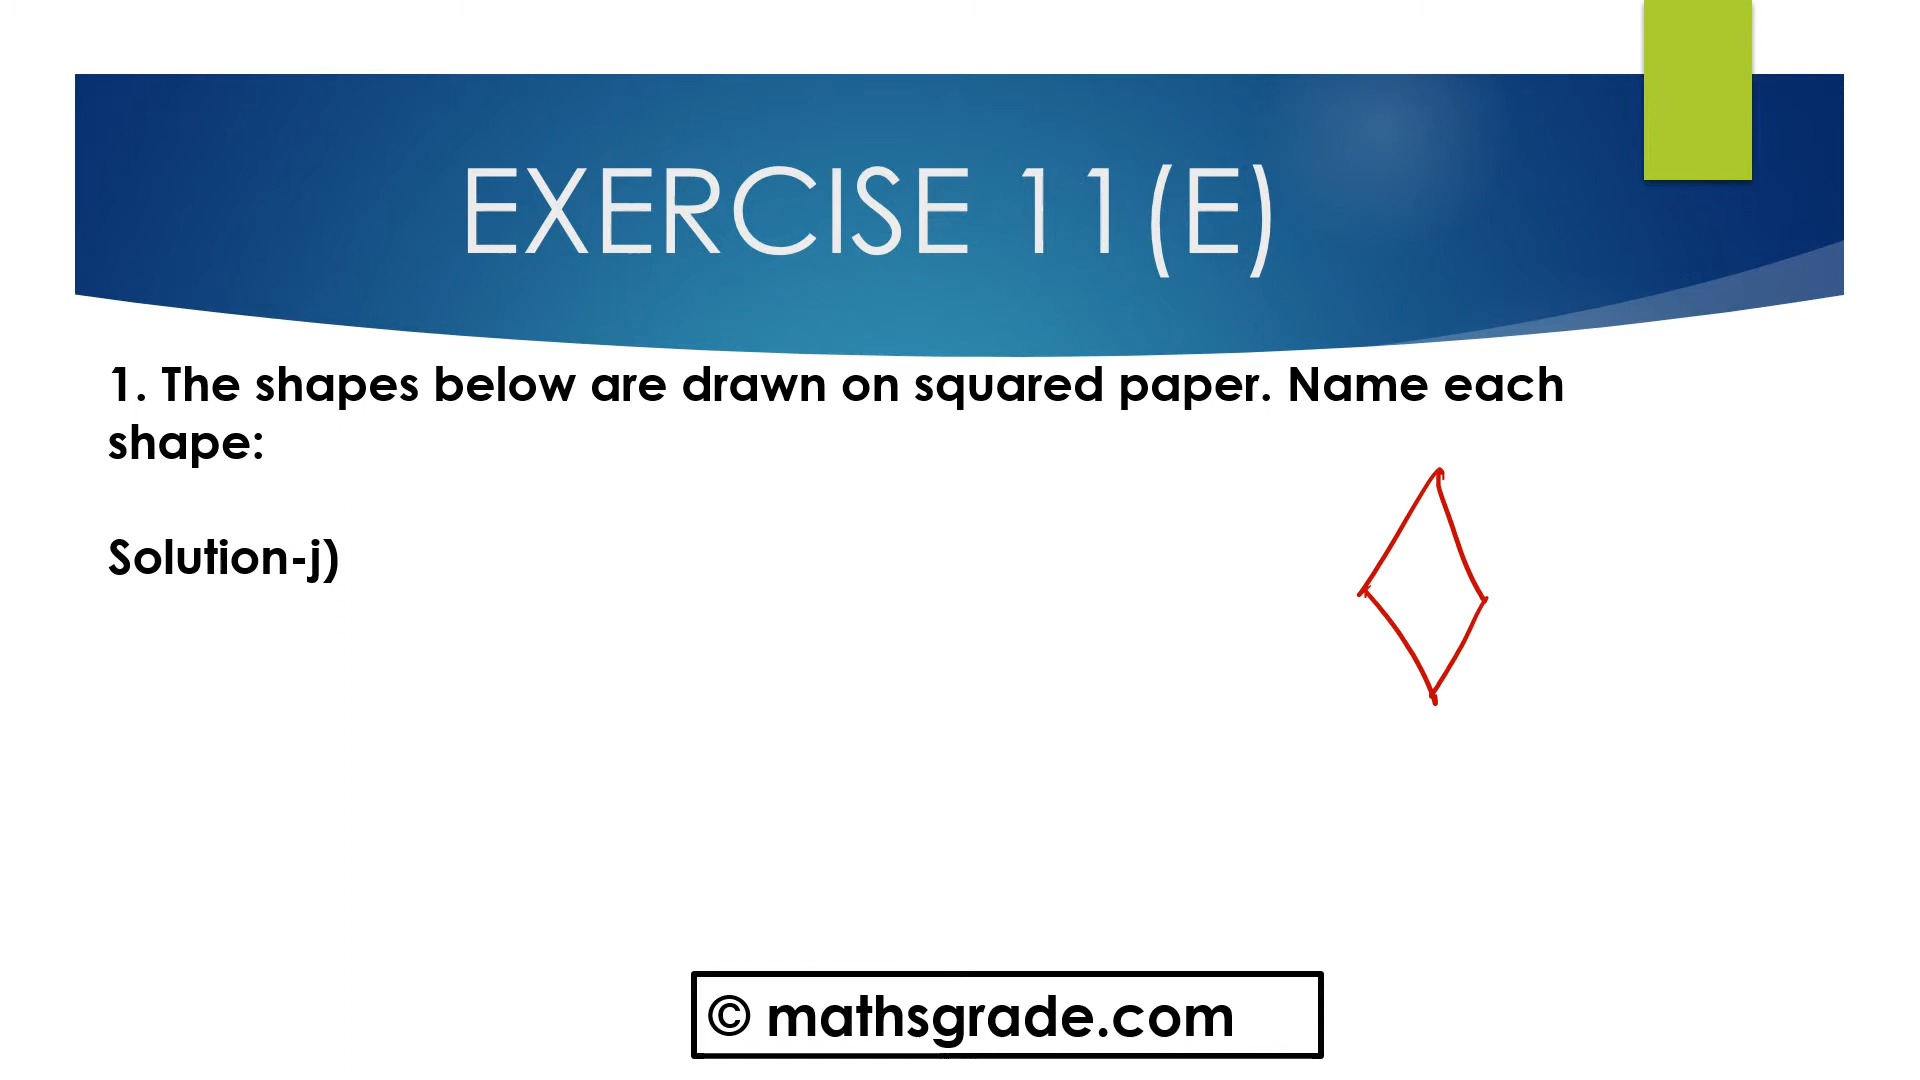 EXERCISE 11(E)
1. The shapes below are drawn on squared paper. Name each
shape:
Solution-j)
© mathsgrade.com